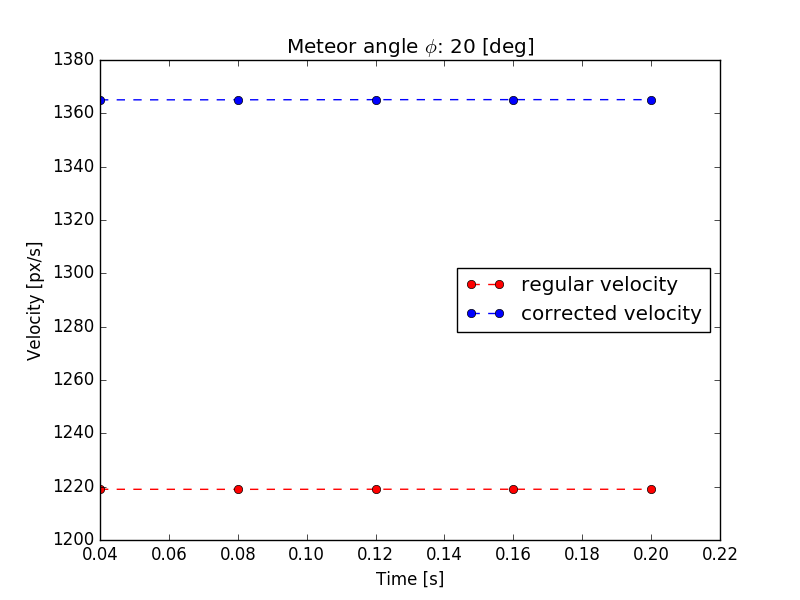 Meteor angle ϕ: 20 [deg]
1380
1360
1340
1320
1300
1280
1260
1240
1220
1200
Velocity [px/s]
regular velocity
corrected velocity
0.04 0.06 0.08 0.10 0.12 0.14 0.16 0.18 0.20 0.22
Time [s]